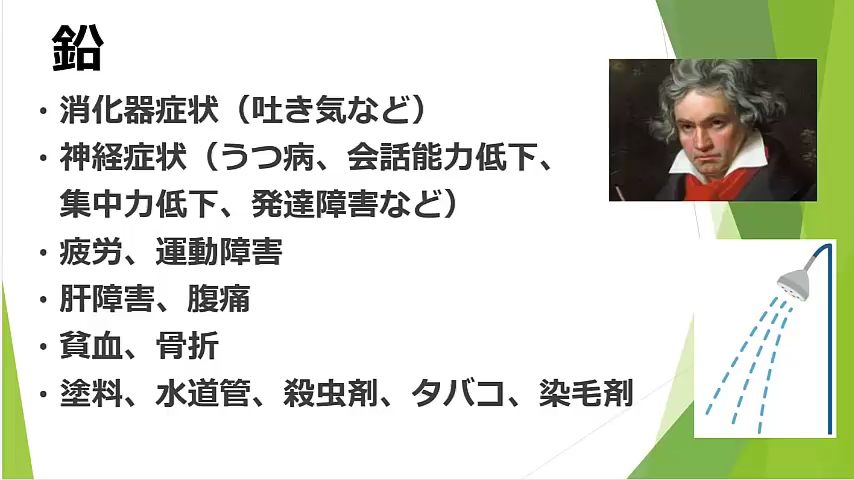 鉛
・消化器症状（吐き気など）
・神経症状（うつ病、会話能力低下、
集中力低下、発達障害など）
・疲労、運動障害
・肝障害、腹痛
・貧血、骨折
・塗料、水道管、殺虫剤、タバコ、染毛剤